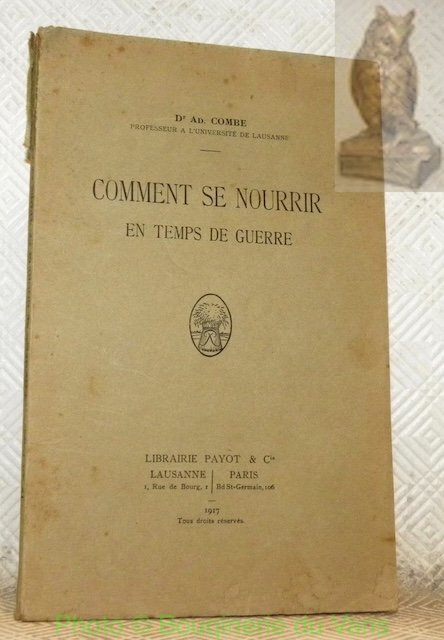 Dr AD. COMBE
PROFESSEUR A L'UNIVERSITÉ DE LAUSANNE
COMMENT SE NOURRIR
EN TEMPS DE GUERRE
LIBRAIRIE PAYOT & Cie
LAUSANNE | PARIS
1, Rue de Bourg, 1 | Bd St-Germain, 106
1917
Tous droits réservés.